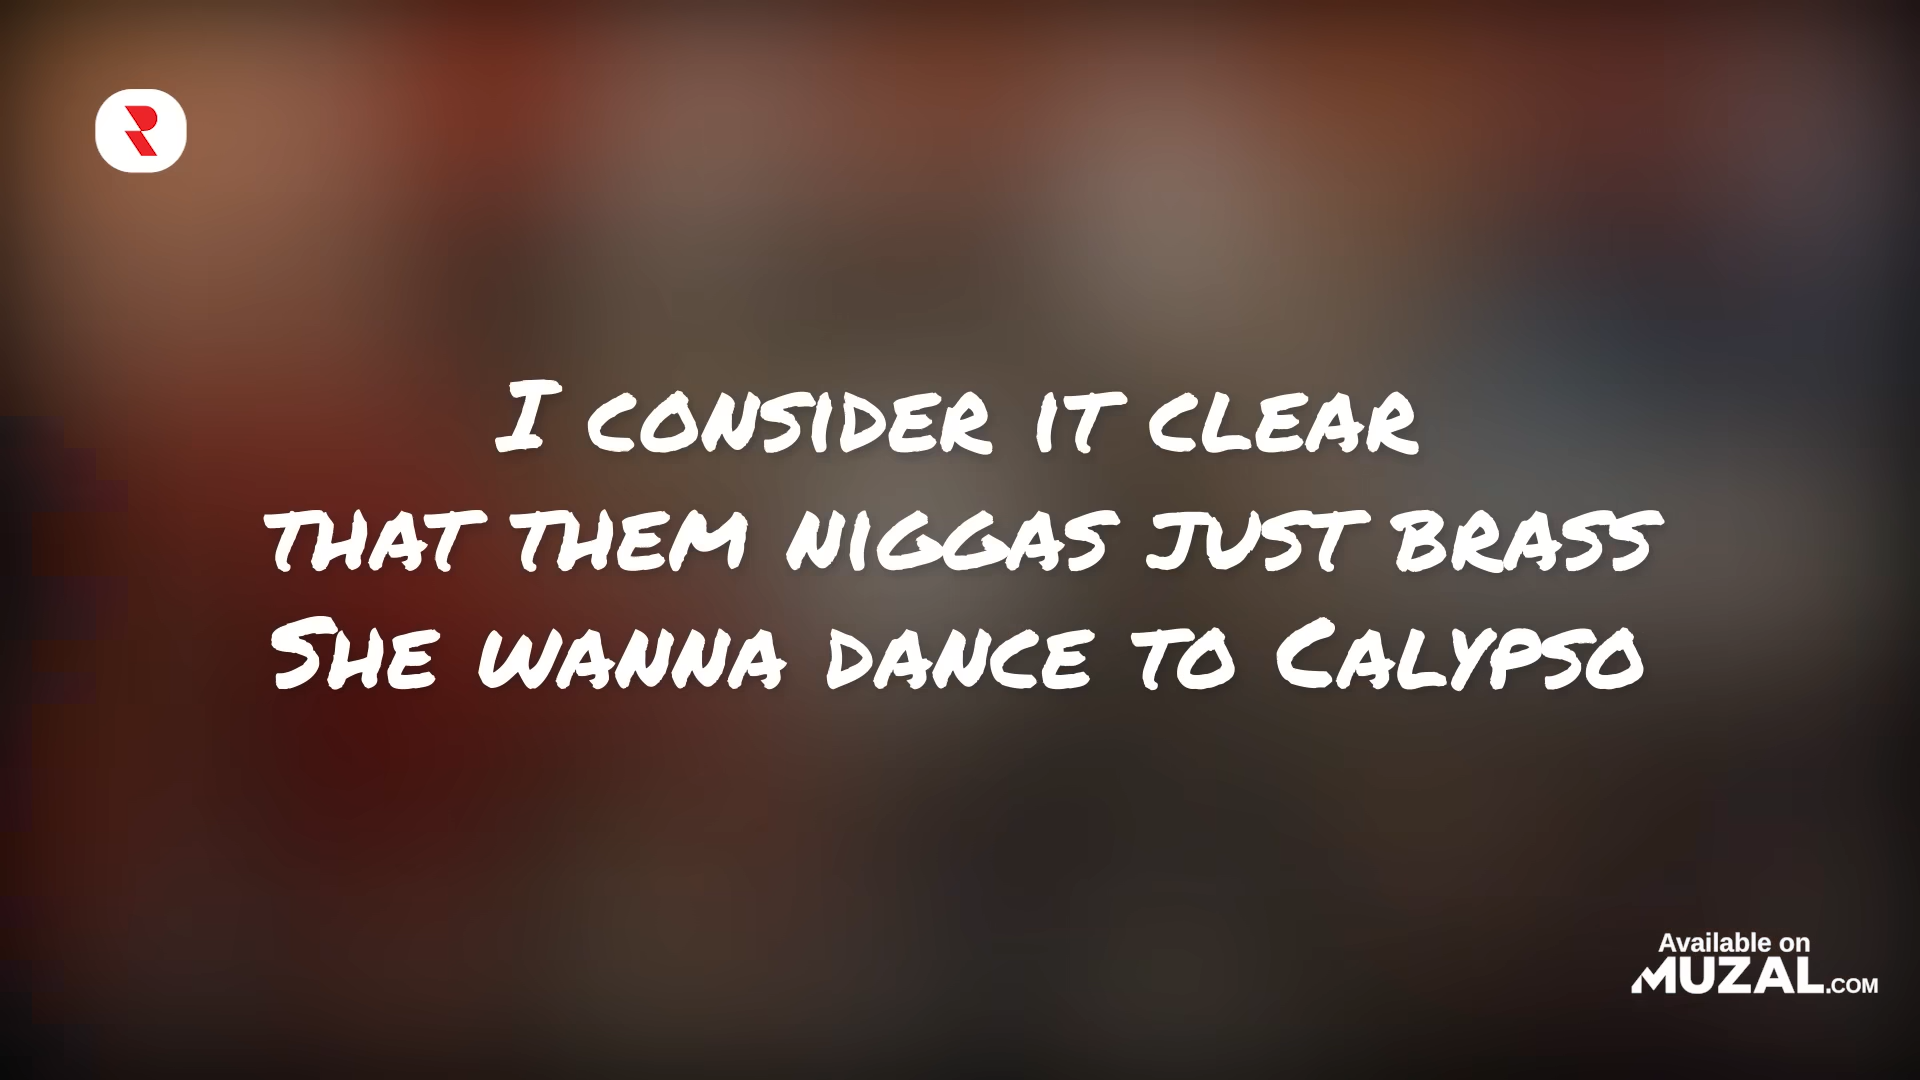 I consider it clear
that them niggas just brass
She wanna dance to Calypso
Available on
MUZAL.COM